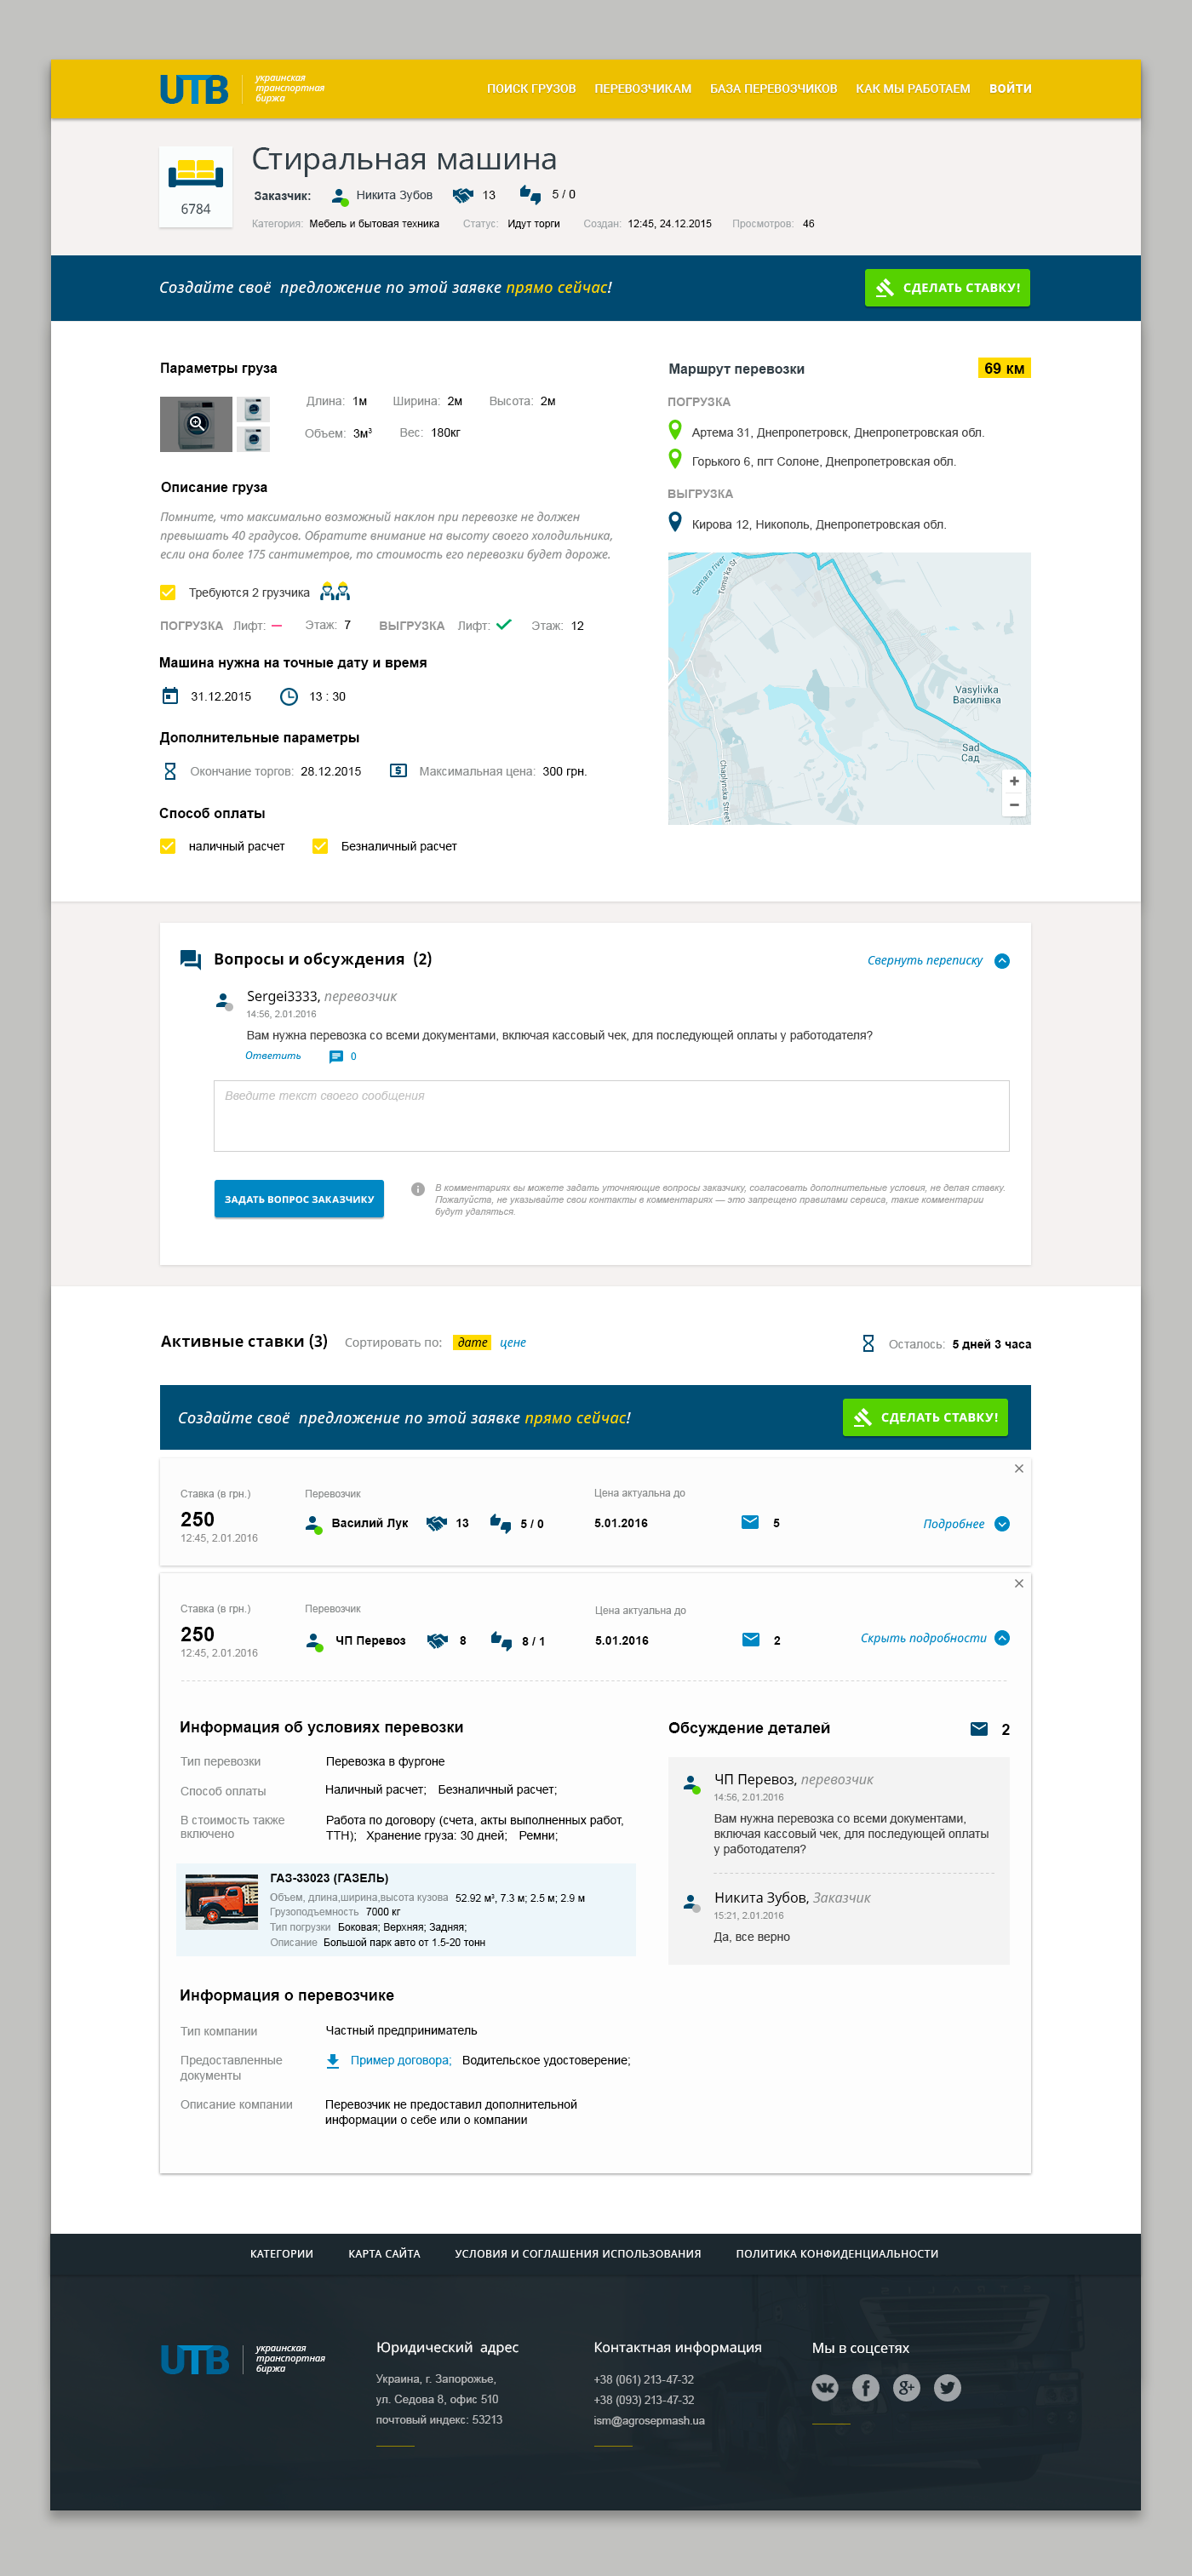 UTB
украинская
транспортная
биржа
ПОИСК ГРУЗОВ ПЕРЕВОЗЧИКАМ БАЗА ПЕРЕВОЗЧИКОВ КАК МЫ РАБОТАЕМ ВОЙТИ
6784
Стиральная машина
Заказчик: Никита Зубов 13 5 / 0
Категория: Мебель и бытовая техника Статус: Идут торги Создан: 12:45, 24.12.2015 Просмотров: 46
Создайте своё предложение по этой заявке прямо сейчас!
СДЕЛАТЬ СТАВКУ!
Параметры груза
Длина: 1м Ширина: 2м Высота: 2м
Объем: 3м³ Вес: 180кг
Описание груза
Помните, что максимально возможный наклон при перевозке не должен
превышать 40 градусов. Обратите внимание на высоту своего холодильника,
если она более 175 сантиметров, то стоимость его перевозки будет дороже.
Требуются 2 грузчика
ПОГРУЗКА Лифт: Этаж: 7 ВЫГРУЗКА Лифт: Этаж: 12
Машина нужна на точные дату и время
31.12.2015 13 : 30
Дополнительные параметры
Окончание торгов: 28.12.2015 Максимальная цена: 300 грн.
Способ оплаты
наличный расчет Безналичный расчет
Маршрут перевозки 69 км
ПОГРУЗКА
Артема 31, Днепропетровск, Днепропетровская обл.
Горького 6, пгт Солоне, Днепропетровская обл.
ВЫГРУЗКА
Кирова 12, Никополь, Днепропетровская обл.
Samara river
Vasylivka
Василівка
Sad
Сад
Chaplynska Street
+
−
Вопросы и обсуждения (2)
Свернуть переписку
Sergei3333, перевозчик
14:56, 2.01.2016
Вам нужна перевозка со всеми документами, включая кассовый чек, для последующей оплаты у работодателя?
Ответить 0
Введите текст своего сообщения
ЗАДАТЬ ВОПРОС ЗАКАЗЧИКУ
В комментариях вы можете задать уточняющие вопросы заказчику, согласовать дополнительные условия, не делая ставку.
Пожалуйста, не указывайте свои контакты в комментариях — это запрещено правилами сервиса, такие комментарии
будут удаляться.
Активные ставки (3) Сортировать по: дате цене
Осталось: 5 дней 3 часа
Создайте своё предложение по этой заявке прямо сейчас!
СДЕЛАТЬ СТАВКУ!
Ставка (в грн.) Перевозчик Цена актуальна до
250 Василий Лук 13 5 / 0 5.01.2016 5 Подробнее
12:45, 2.01.2016
Ставка (в грн.) Перевозчик Цена актуальна до
250 ЧП Перевоз 8 8 / 1 5.01.2016 2 Скрыть подробности
12:45, 2.01.2016
Информация об условиях перевозки
Тип перевозки Перевозка в фургоне
Способ оплаты Наличный расчет; Безналичный расчет;
В стоимость также Работа по договору (счета, акты выполненных работ,
включено ТТН); Хранение груза: 30 дней; Ремни;
ГАЗ-33023 (ГАЗЕЛЬ)
Объем, длина,ширина,высота кузова 52.92 м³, 7.3 м; 2.5 м; 2.9 м
Грузоподъемность 7000 кг
Тип погрузки Боковая; Верхняя; Задняя;
Описание Большой парк авто от 1.5-20 тонн
Информация о перевозчике
Тип компании Частный предприниматель
Предоставленные Пример договора; Водительское удостоверение;
документы
Описание компании Перевозчик не предоставил дополнительной
информации о себе или о компании
Обсуждение деталей 2
ЧП Перевоз, перевозчик
14:56, 2.01.2016
Вам нужна перевозка со всеми документами,
включая кассовый чек, для последующей оплаты
у работодателя?
Никита Зубов, Заказчик
15:21, 2.01.2016
Да, все верно
КАТЕГОРИИ КАРТА САЙТА УСЛОВИЯ И СОГЛАШЕНИЯ ИСПОЛЬЗОВАНИЯ ПОЛИТИКА КОНФИДЕНЦИАЛЬНОСТИ
UTB
украинская
транспортная
биржа
Юридический адрес
Украина, г. Запорожье,
ул. Седова 8, офис 510
почтовый индекс: 53213
Контактная информация
+38 (061) 213-47-32
+38 (093) 213-47-32
ism@agrosepmash.ua
Мы в соцсетях